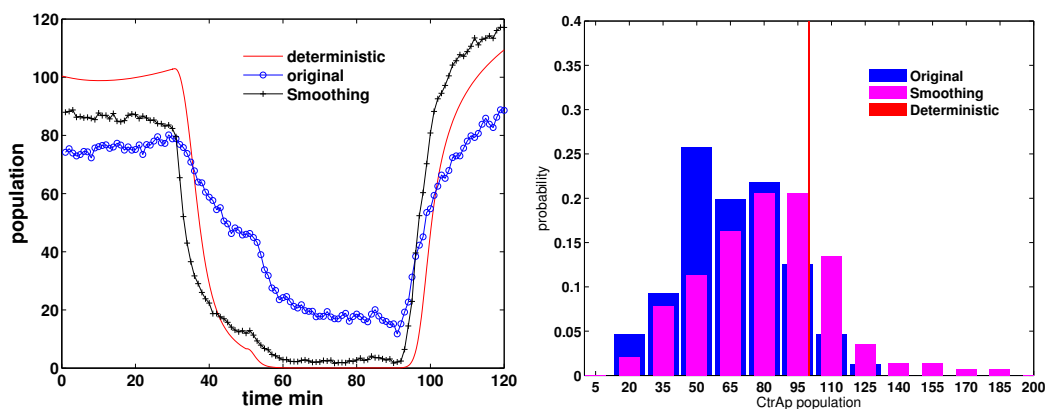 120
100
80
60
40
20
0
population
deterministic
original
Smoothing
0 20 40 60 80 100 120
time min
0.4
0.35
0.3
0.25
0.2
0.15
0.1
0.05
0
probability
Original
Smoothing
Deterministic
5 20 35 50 65 80 95 110 125 140 155 170 185 200
CtrAp population